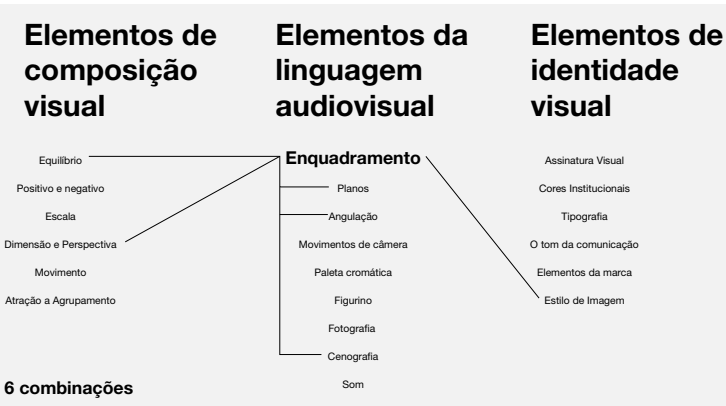 Elementos de
composição
visual
Equilíbrio
Positivo e negativo
Escala
Dimensão e Perspectiva
Movimento
Atração a Agrupamento
6 combinações
Elementos da
linguagem
audiovisual
Enquadramento
Planos
Angulação
Movimentos de câmera
Paleta cromática
Figurino
Fotografia
Cenografia
Som
Elementos de
identidade
visual
Assinatura Visual
Cores Institucionais
Tipografia
O tom da comunicação
Elementos da marca
Estilo de Imagem